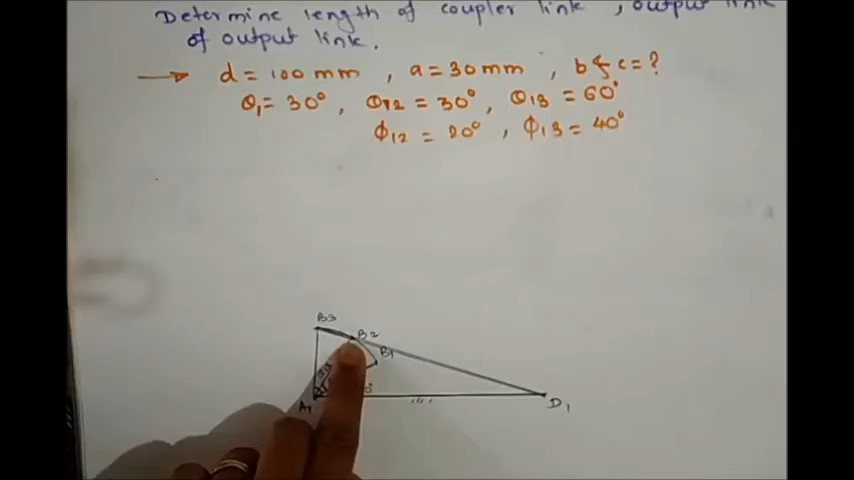 Determine length of coupler link , output link
of output link.
→ d = 100 mm , a = 30 mm , b & c = ?
θ1 = 30° , θ12 = 30° , θ13 = 60°
ϕ12 = 20° , ϕ13 = 40°
B3
B2
B1
A1
D1